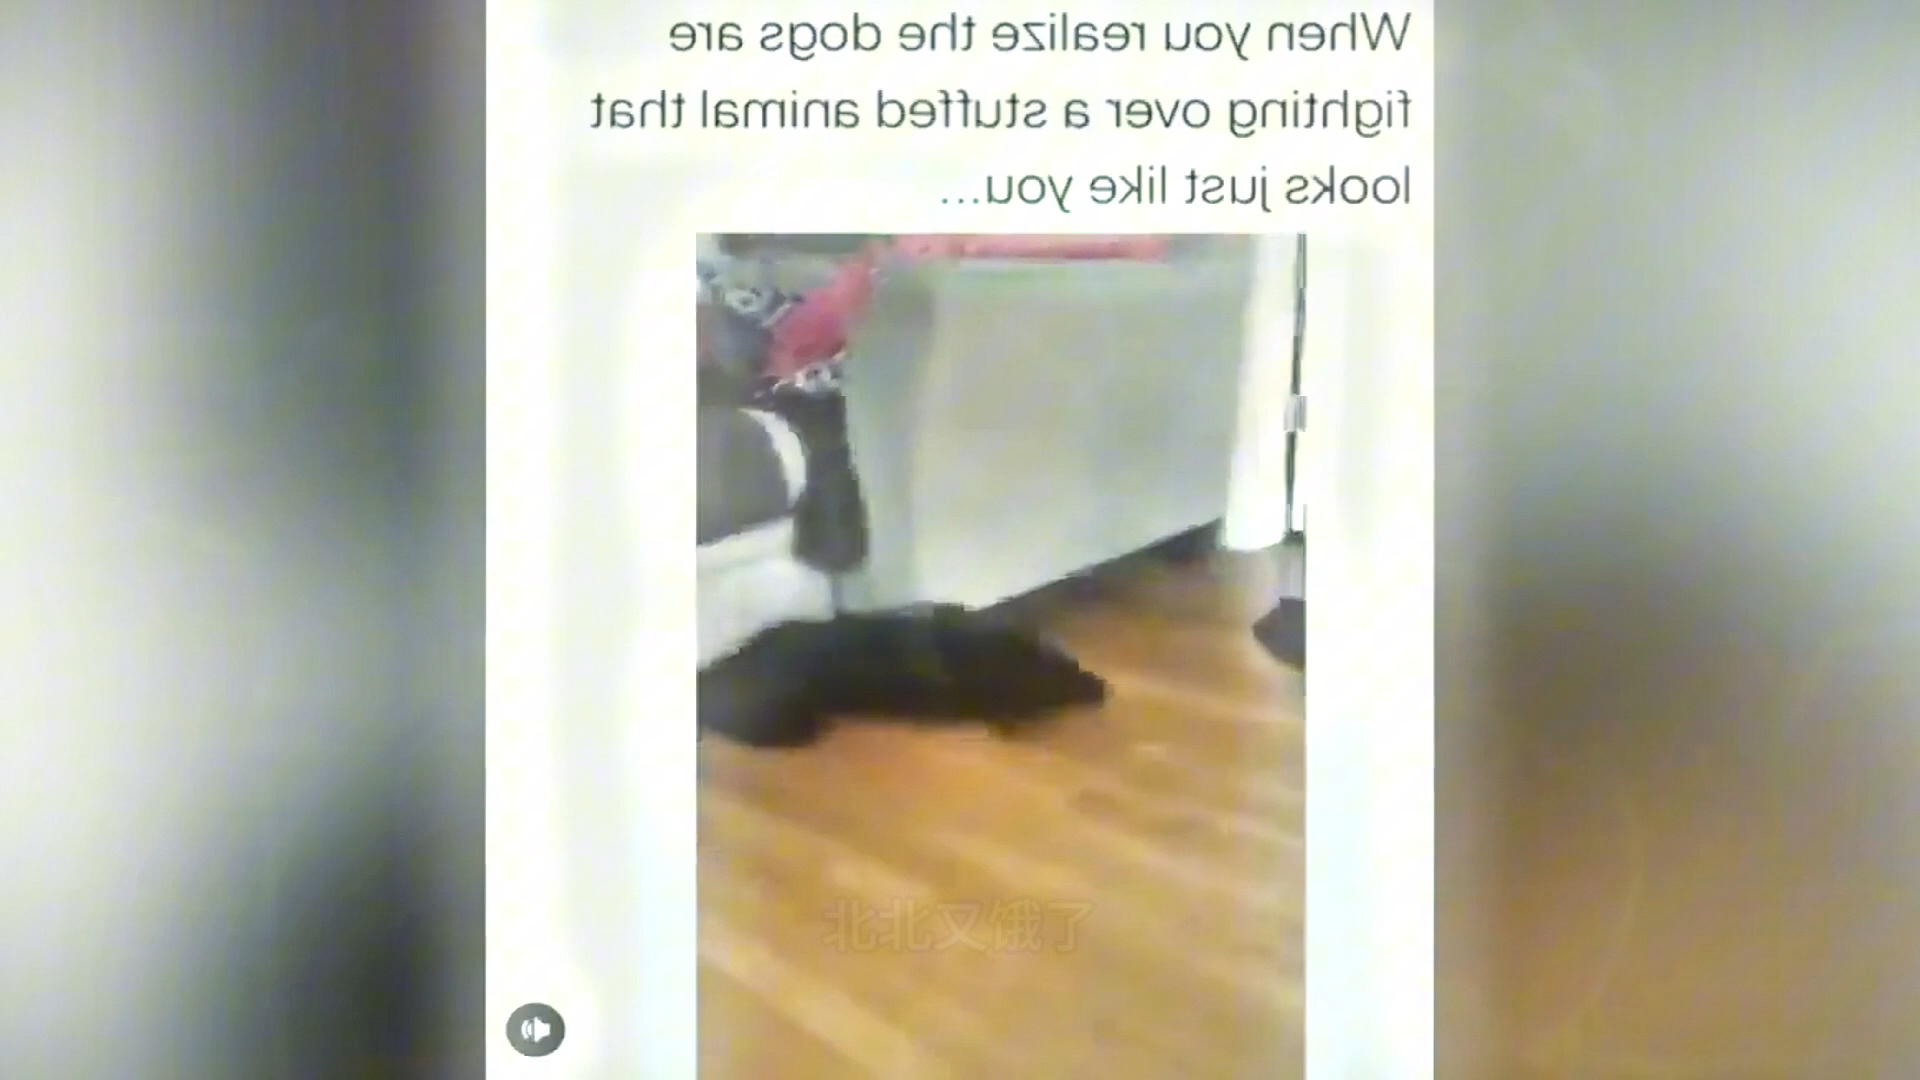 When you realize the dogs are
fighting over a stuffed animal that
looks just like you...
北北又饿了